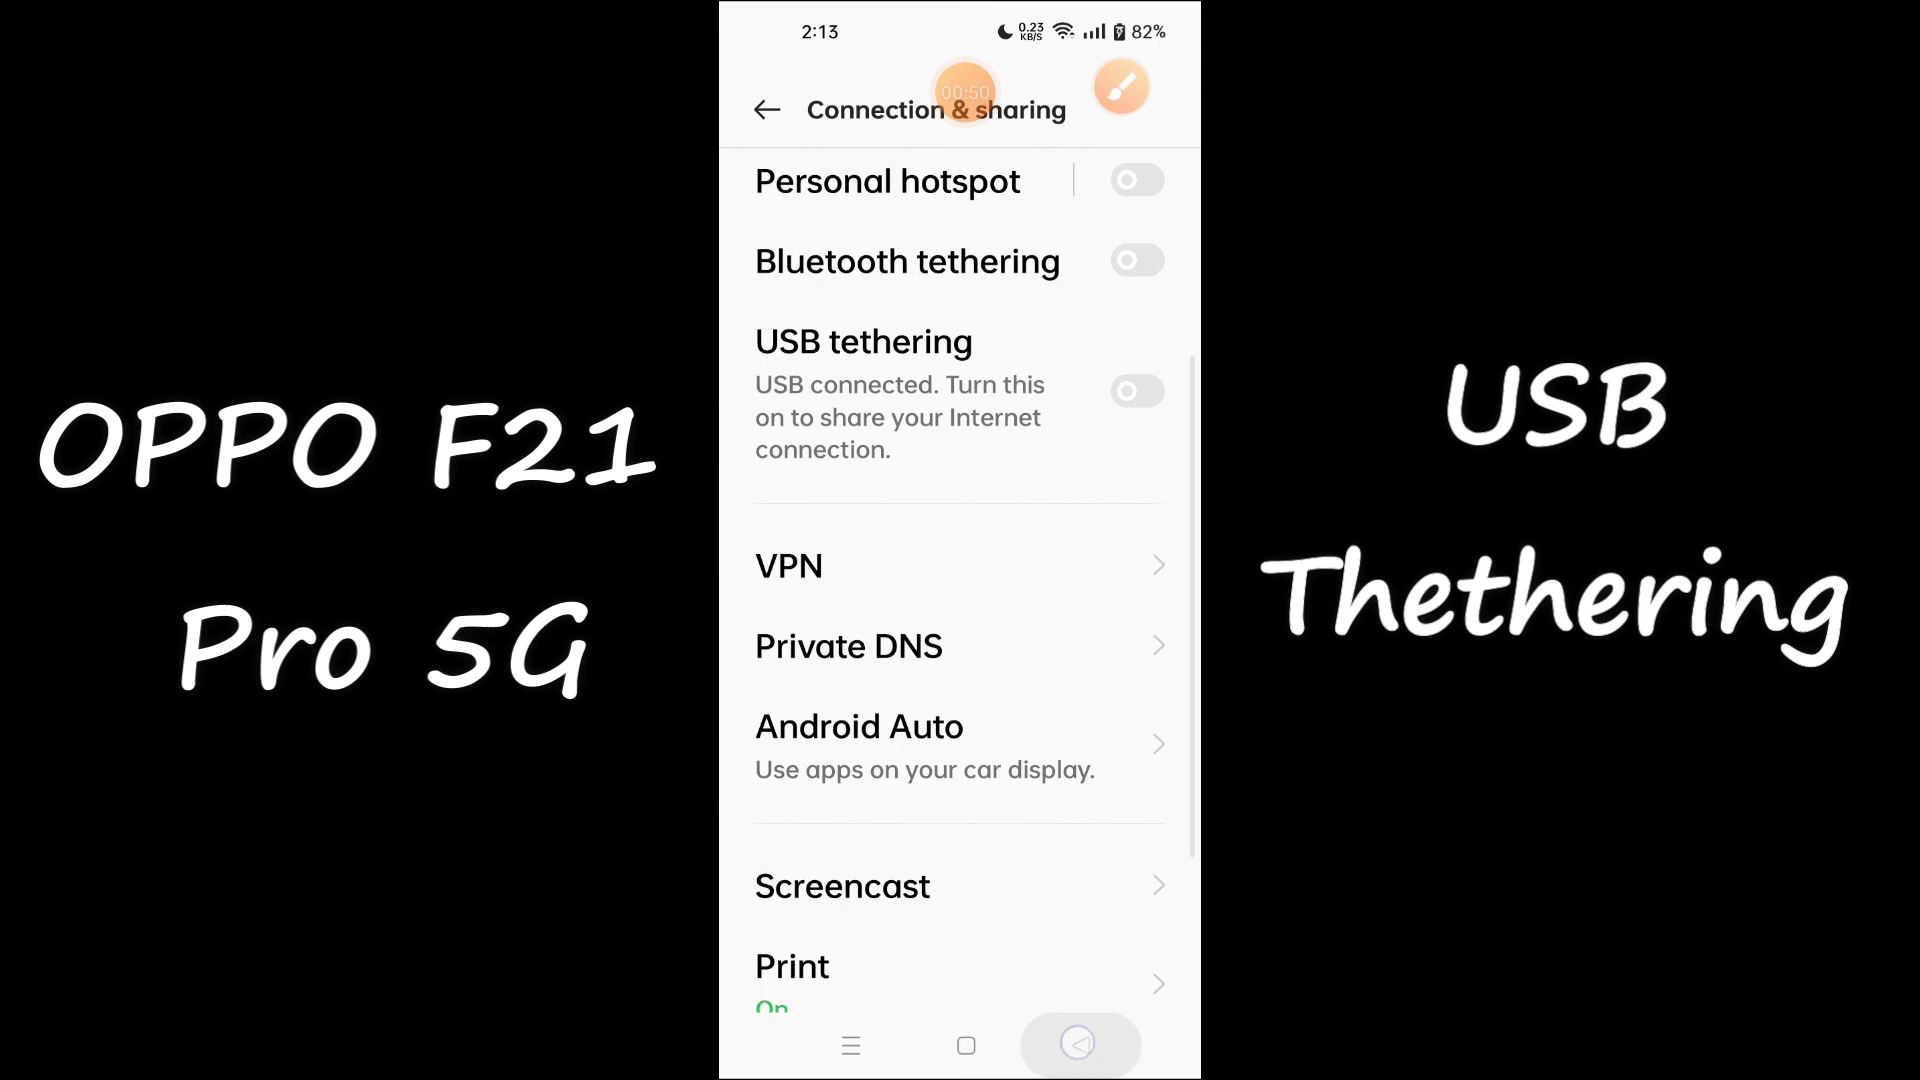 2:13
0.23
KB/S
82%
00:50
Connection & sharing
Personal hotspot
Bluetooth tethering
USB tethering
USB connected. Turn this
on to share your Internet
connection.
VPN
Private DNS
Android Auto
Use apps on your car display.
Screencast
Print
On
OPPO F21
Pro 5G
USB
Thethering